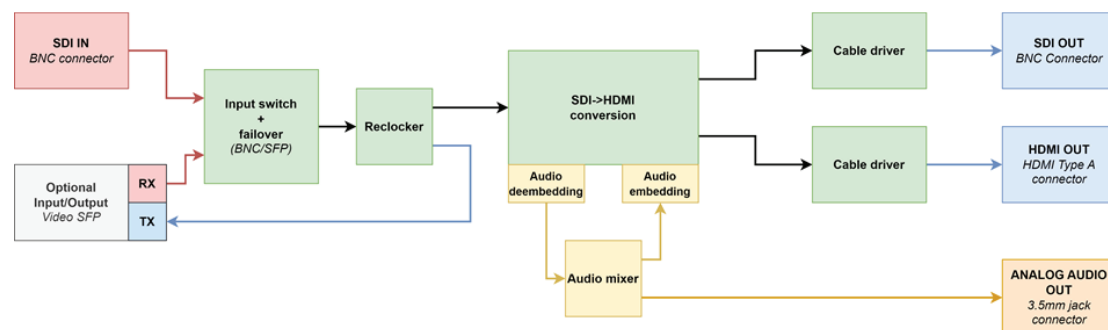 SDI IN
BNC connector
Input switch
+
failover
(BNC/SFP)
Reclocker
Optional
Input/Output
Video SFP
RX
TX
SDI->HDMI
conversion
Audio
deembedding
Audio
embedding
Audio mixer
Cable driver
SDI OUT
BNC Connector
Cable driver
HDMI OUT
HDMI Type A
connector
ANALOG AUDIO
OUT
3.5mm jack
connector